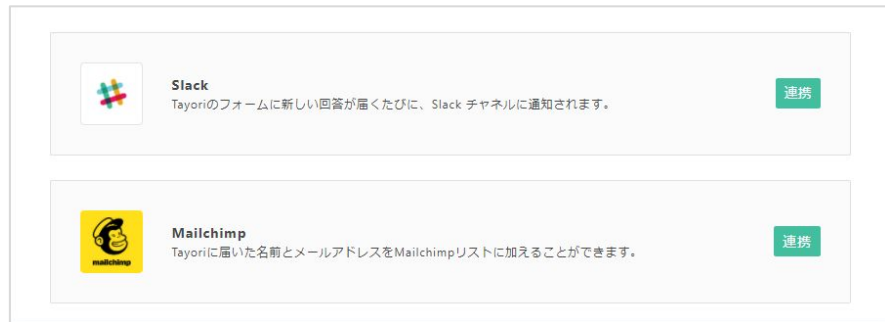 Slack
Tayoriのフォームに新しい回答が届くたびに、Slack チャネルに通知されます。
連携
mailchimp
Mailchimp
Tayoriに届いた名前とメールアドレスをMailchimpリストに加えることができます。
連携